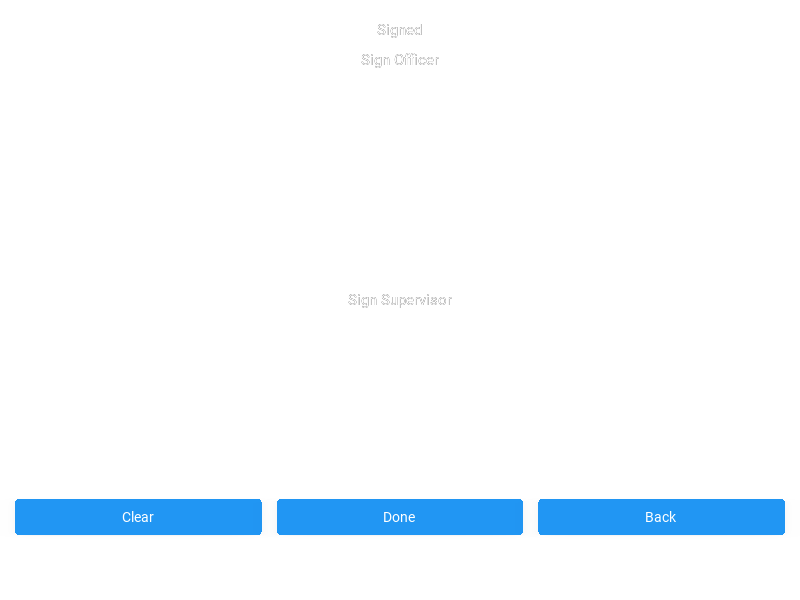 Signed
Sign Officer
Sign Supervisor
Clear
Done
Back